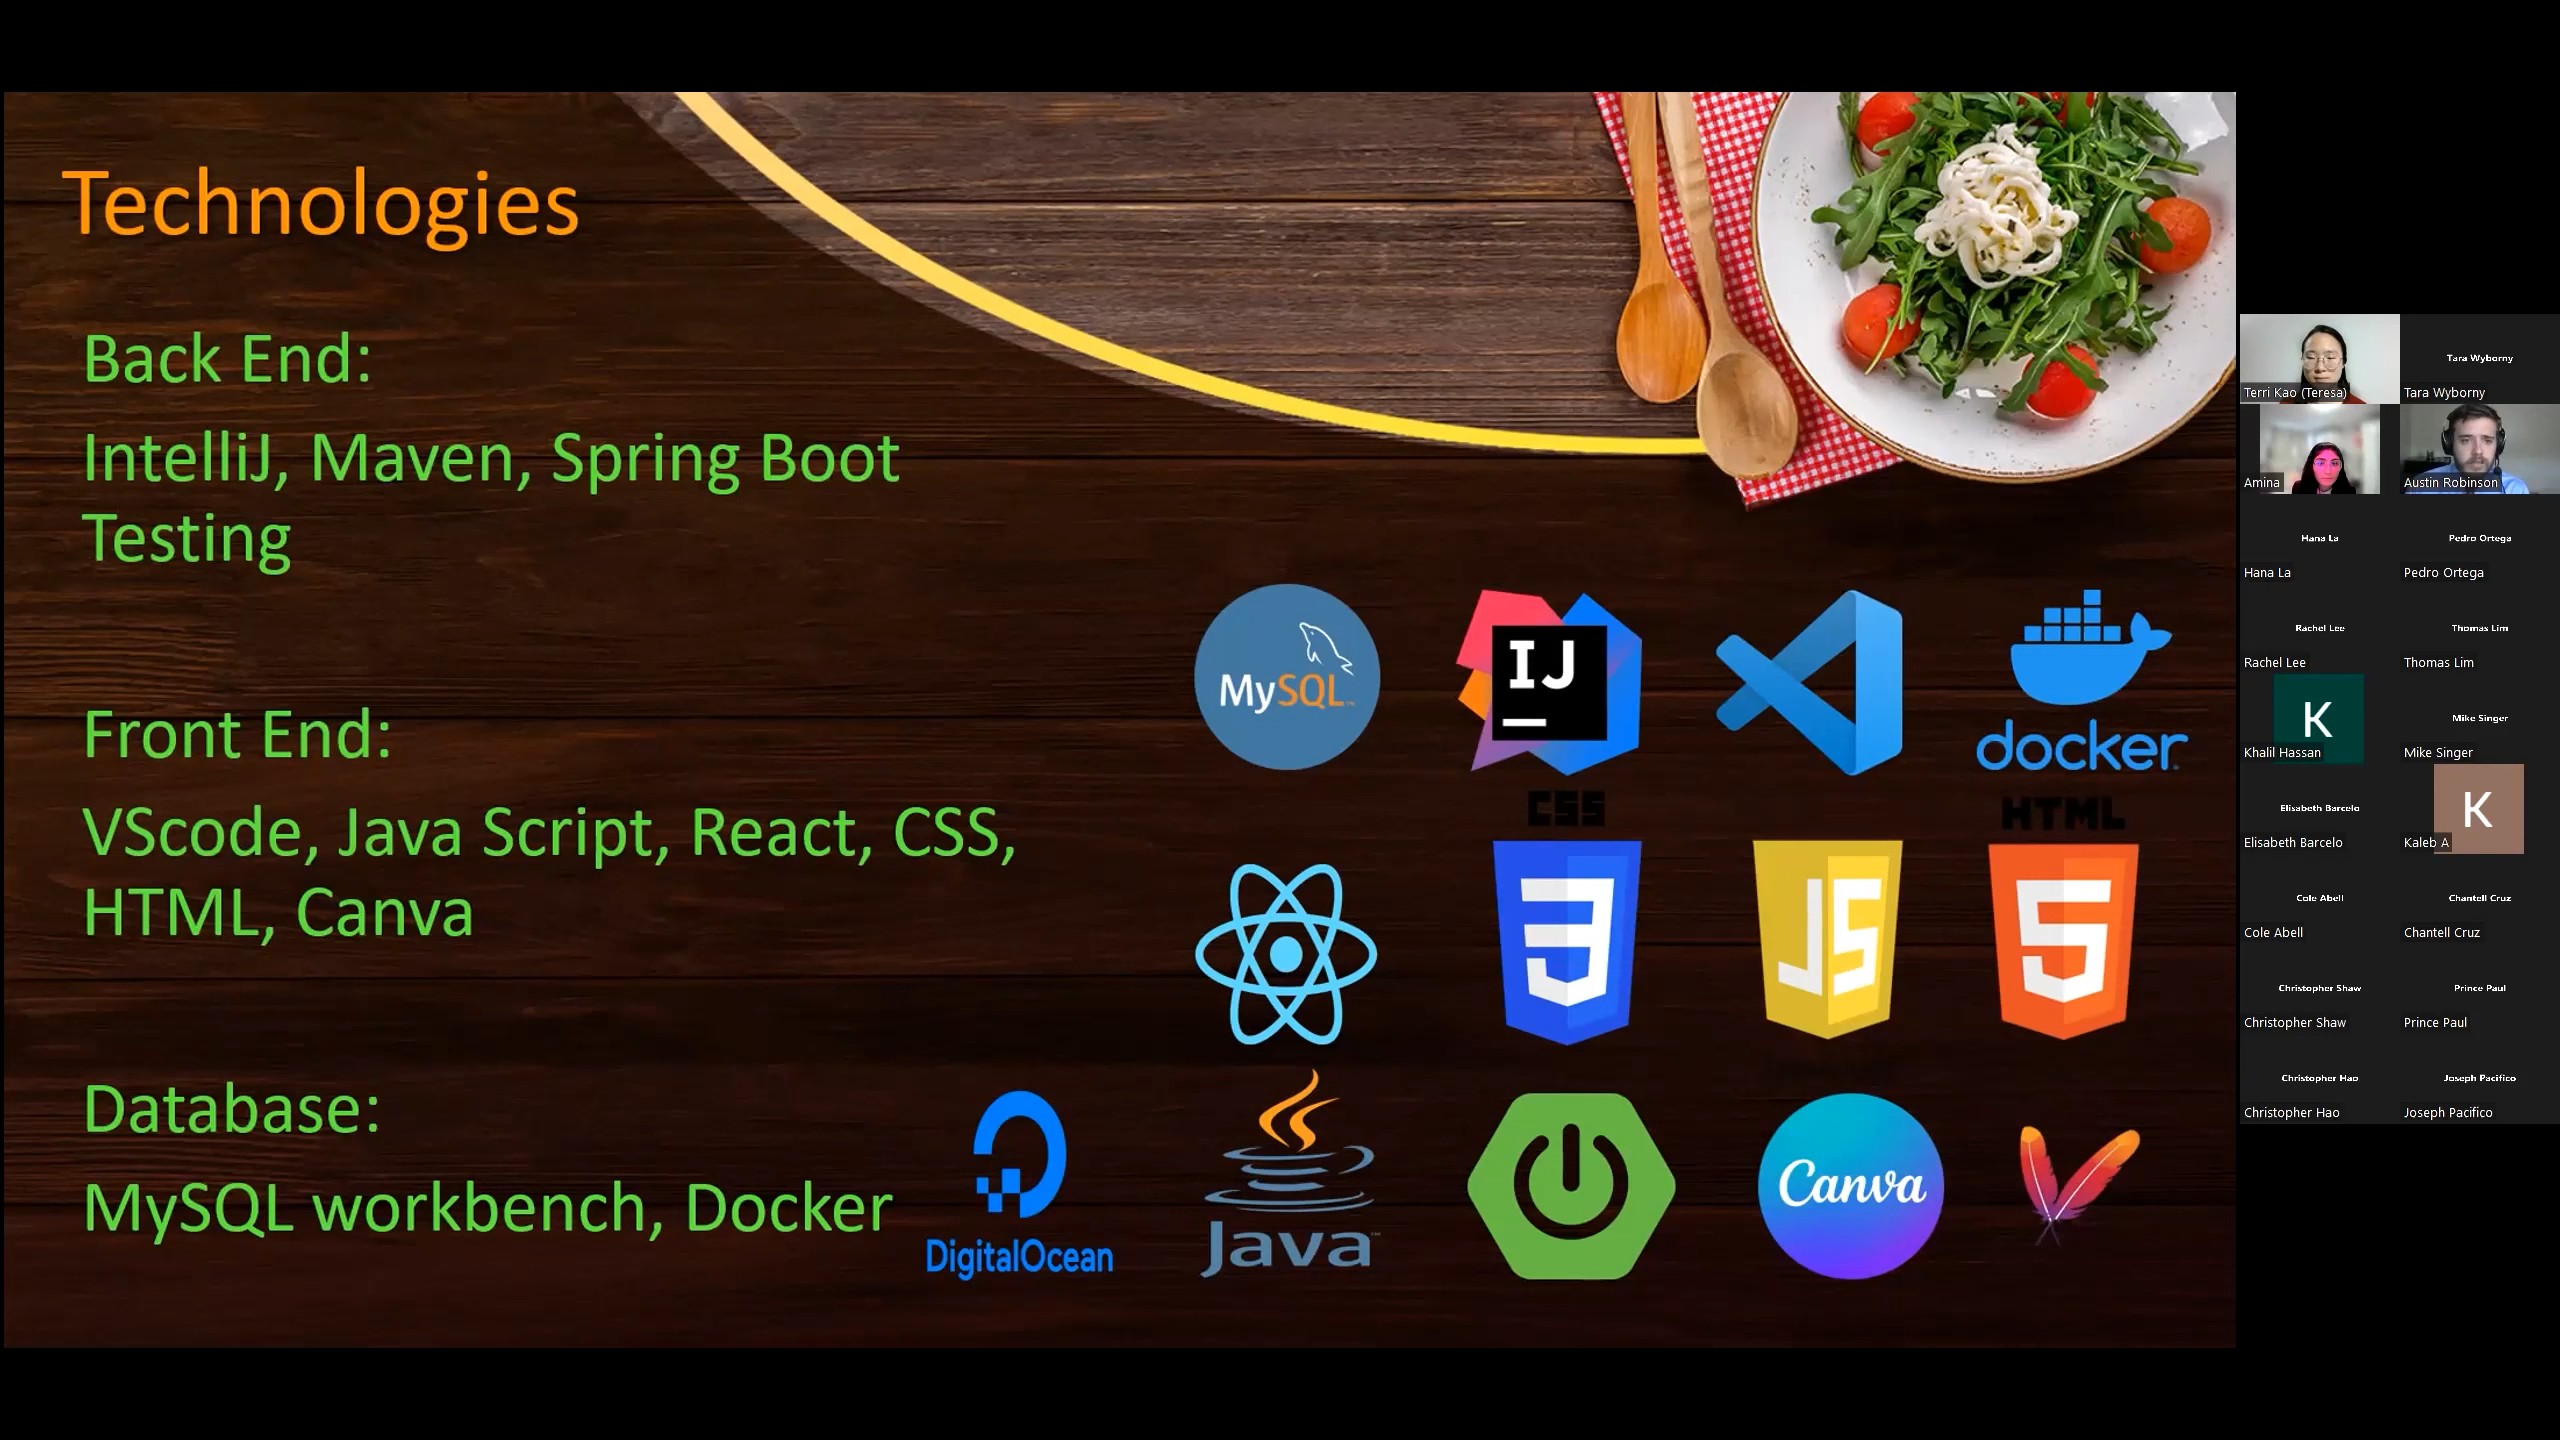 Technologies
Back End:
IntelliJ, Maven, Spring Boot
Testing
Front End:
VScode, Java Script, React, CSS,
HTML, Canva
Database:
MySQL workbench, Docker
MySQL
IJ
docker
CSS
HTML
3
JS
5
DigitalOcean
Java
Canva
Terri Kao (Teresa)
Tara Wyborny
Tara Wyborny
Amina
Austin Robinson
Hana La
Pedro Ortega
Hana La
Pedro Ortega
Rachel Lee
Thomas Lim
Rachel Lee
Thomas Lim
K
Mike Singer
Khalil Hassan
Mike Singer
Elisabeth Barcelo
K
Elisabeth Barcelo
Kaleb A
Cole Abell
Chantell Cruz
Cole Abell
Chantell Cruz
Christopher Shaw
Prince Paul
Christopher Shaw
Prince Paul
Christopher Hao
Joseph Pacifico
Christopher Hao
Joseph Pacifico